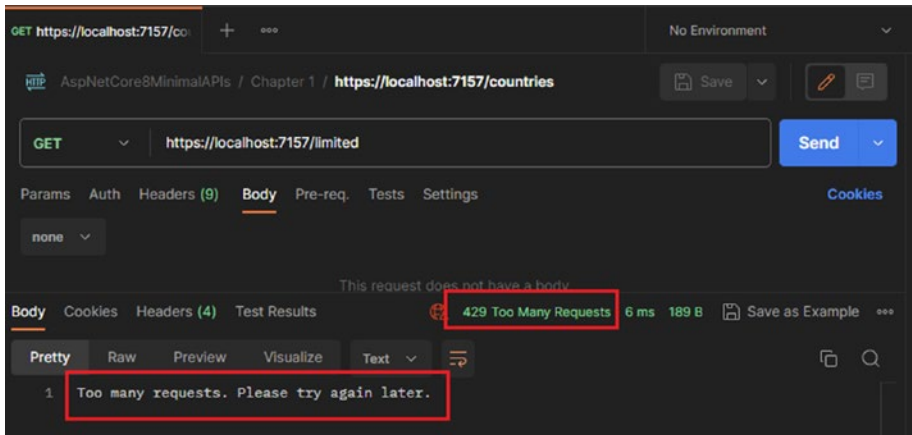 GET https://localhost:7157/co
No Environment
HTTP AspNetCore8MinimalAPIs / Chapter 1 / https://localhost:7157/countries
Save
GET https://localhost:7157/limited
Send
Params Auth Headers (9) Body Pre-req. Tests Settings Cookies
none
This request does not have a body
Body Cookies Headers (4) Test Results 429 Too Many Requests 6 ms 189 B Save as Example
Pretty Raw Preview Visualize Text
1 Too many requests. Please try again later.